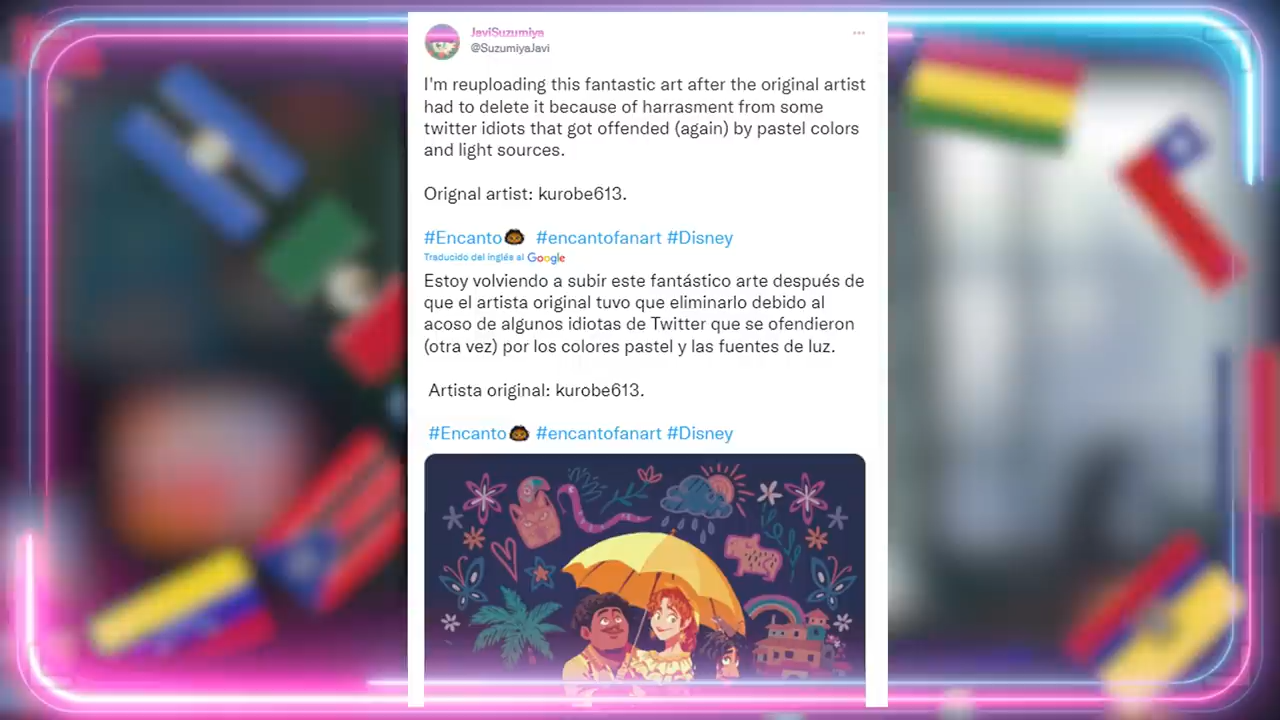 JaviSuzumiya
@SuzumiyaJavi
I'm reuploading this fantastic art after the original artist
had to delete it because of harrasment from some
twitter idiots that got offended (again) by pastel colors
and light sources.
Orignal artist: kurobe613.
#Encanto #encantofanart #Disney
Traducido del inglés al Google
Estoy volviendo a subir este fantástico arte después de
que el artista original tuvo que eliminarlo debido al
acoso de algunos idiotas de Twitter que se ofendieron
(otra vez) por los colores pastel y las fuentes de luz.
Artista original: kurobe613.
#Encanto #encantofanart #Disney